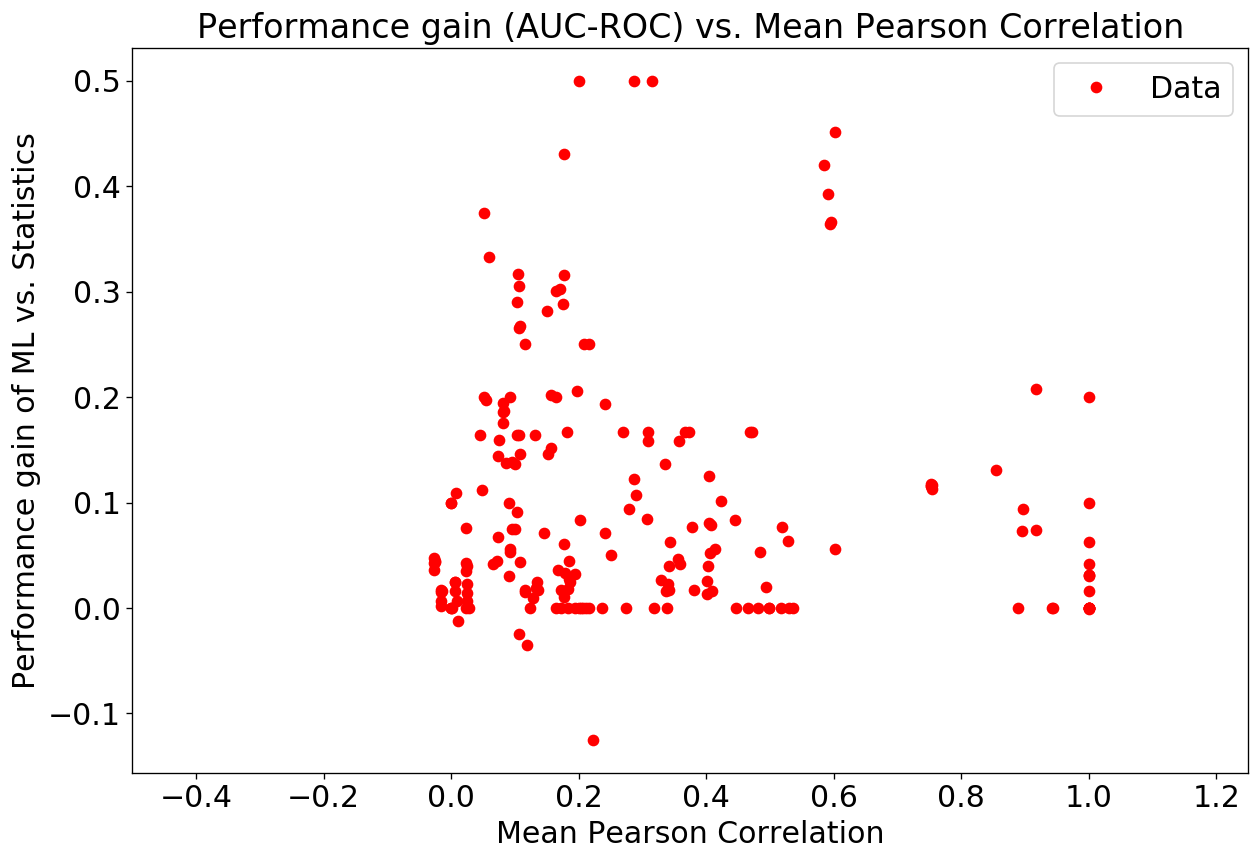 Performance gain (AUC-ROC) vs. Mean Pearson Correlation
Data
Performance gain of ML vs. Statistics
0.5
0.4
0.3
0.2
0.1
0.0
−0.1
−0.4 −0.2 0.0 0.2 0.4 0.6 0.8 1.0 1.2
Mean Pearson Correlation